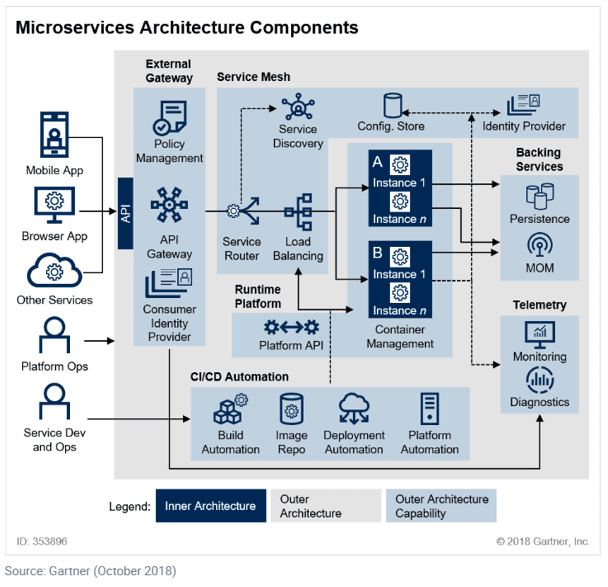 Microservices Architecture Components
External
Gateway
Service Mesh
Policy
Management
Service
Discovery
Config. Store
Identity Provider
Mobile App
Browser App
Other Services
API
API
Gateway
Service
Router
Load
Balancing
A
Instance 1
Instance n
B
Instance 1
Instance n
Container
Management
Backing
Services
Persistence
MOM
Consumer
Identity
Provider
Runtime
Platform
Platform API
Telemetry
Monitoring
Diagnostics
Platform Ops
Service Dev
and Ops
CI/CD Automation
Build
Automation
Image
Repo
Deployment
Automation
Platform
Automation
Legend:
Inner Architecture
Outer
Architecture
Outer Architecture
Capability
ID: 353896
© 2018 Gartner, Inc.
Source: Gartner (October 2018)